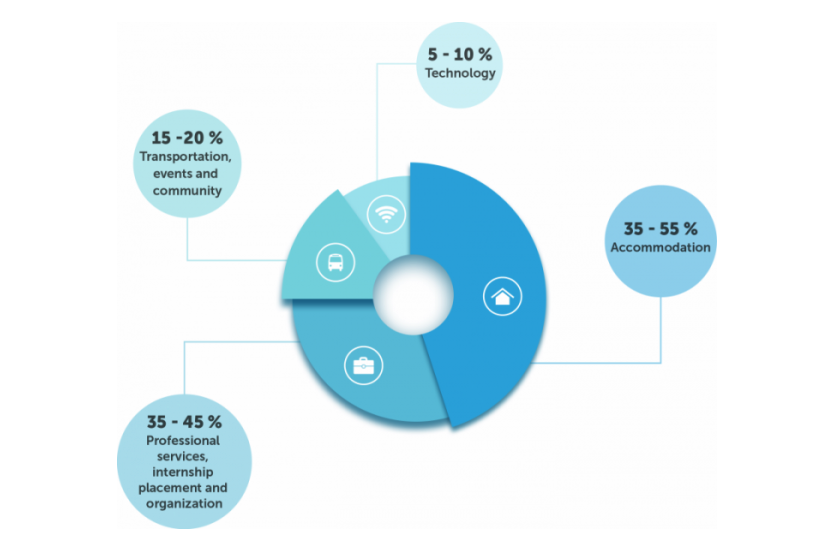 5 - 10 %
Technology
15 -20 %
Transportation,
events and
community
35 - 55 %
Accommodation
35 - 45 %
Professional
services,
internship
placement and
organization